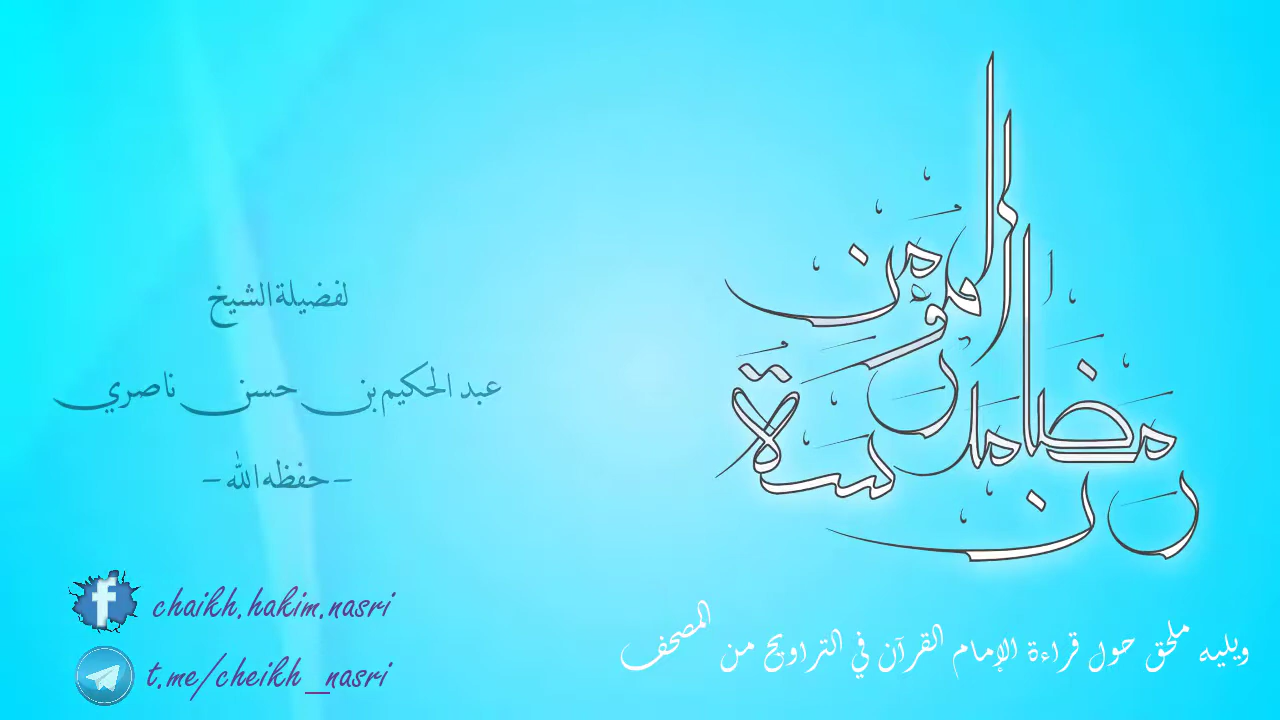 رمضان مدرسة المؤمن
ويليه ملحق حول قراءة الإمام القرآن في التراويح من المصحف
لفضيلة الشيخ
عبد الحكيم بن حسن ناصري
- حفظه الله -
chaikh.hakim.nasri
t.me/cheikh_nasri